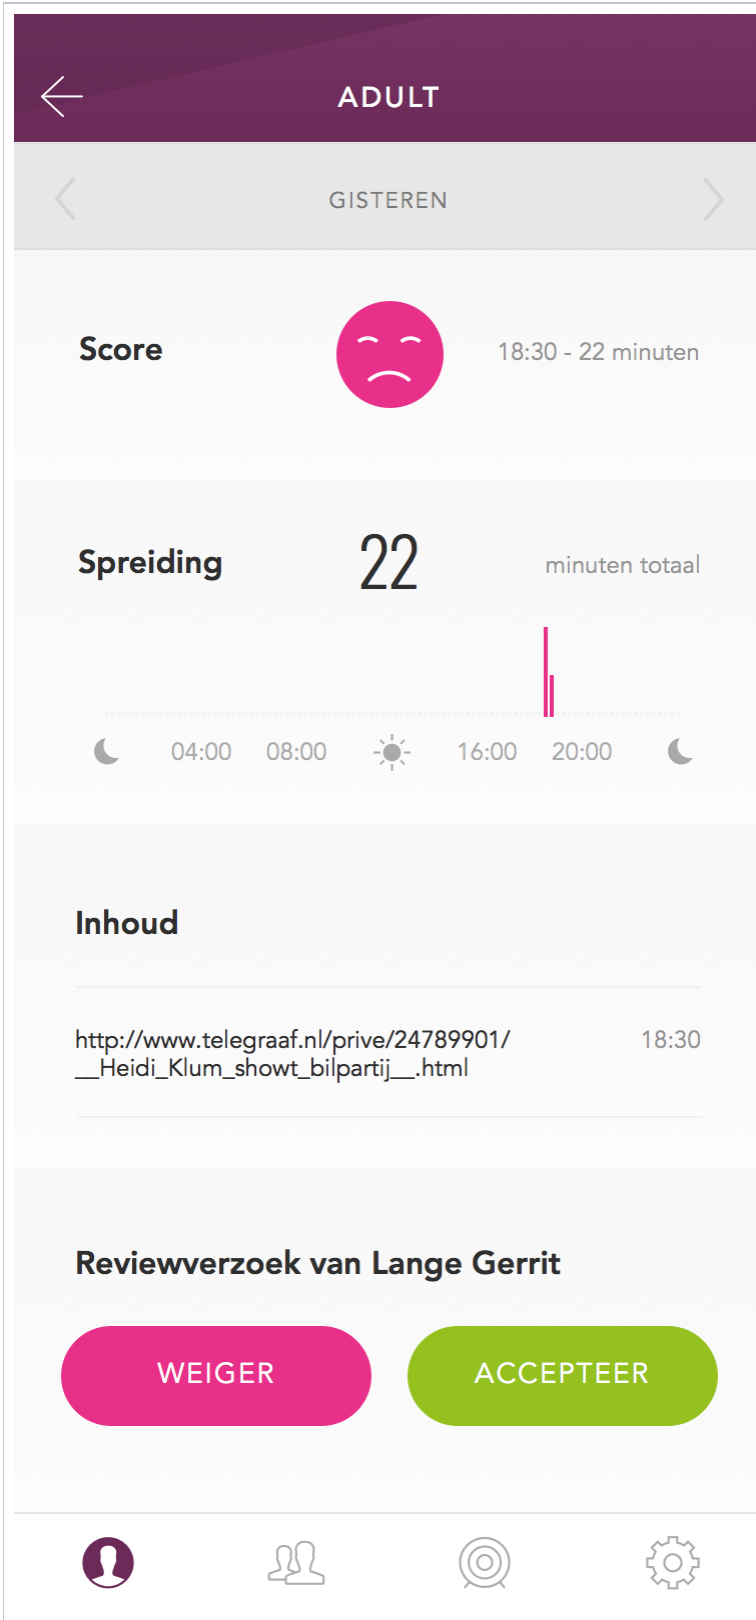 ADULT
GISTEREN
Score
18:30 - 22 minuten
Spreiding
22
minuten totaal
04:00 08:00 16:00 20:00
Inhoud
http://www.telegraaf.nl/prive/24789901/
__Heidi_Klum_showt_bilpartij__.html
18:30
Reviewverzoek van Lange Gerrit
WEIGER
ACCEPTEER